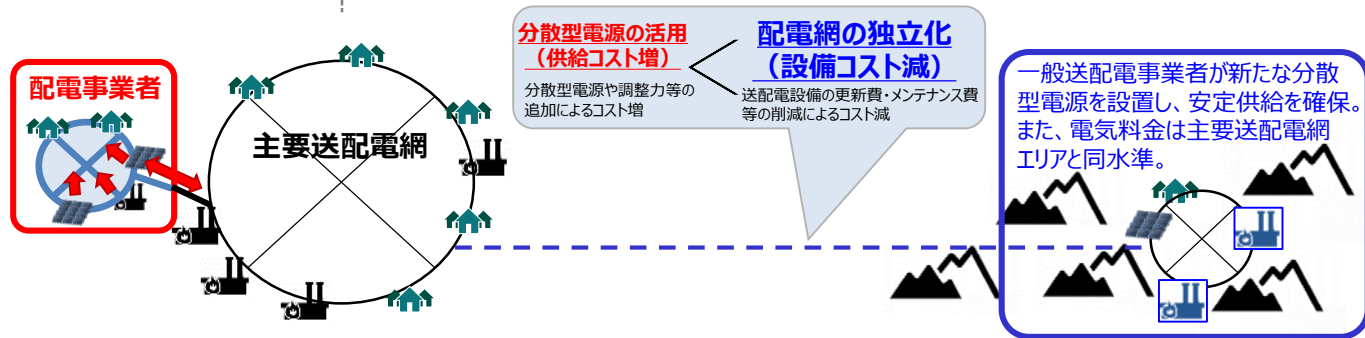 配電事業者
主要送配電網
分散型電源の活用
（供給コスト増）
分散型電源や調整力等の
追加によるコスト増
配電網の独立化
（設備コスト減）
送配電設備の更新費・メンテナンス費
等の削減によるコスト減
一般送配電事業者が新たな分散
型電源を設置し、安定供給を確保。
また、電気料金は主要送配電網
エリアと同水準。